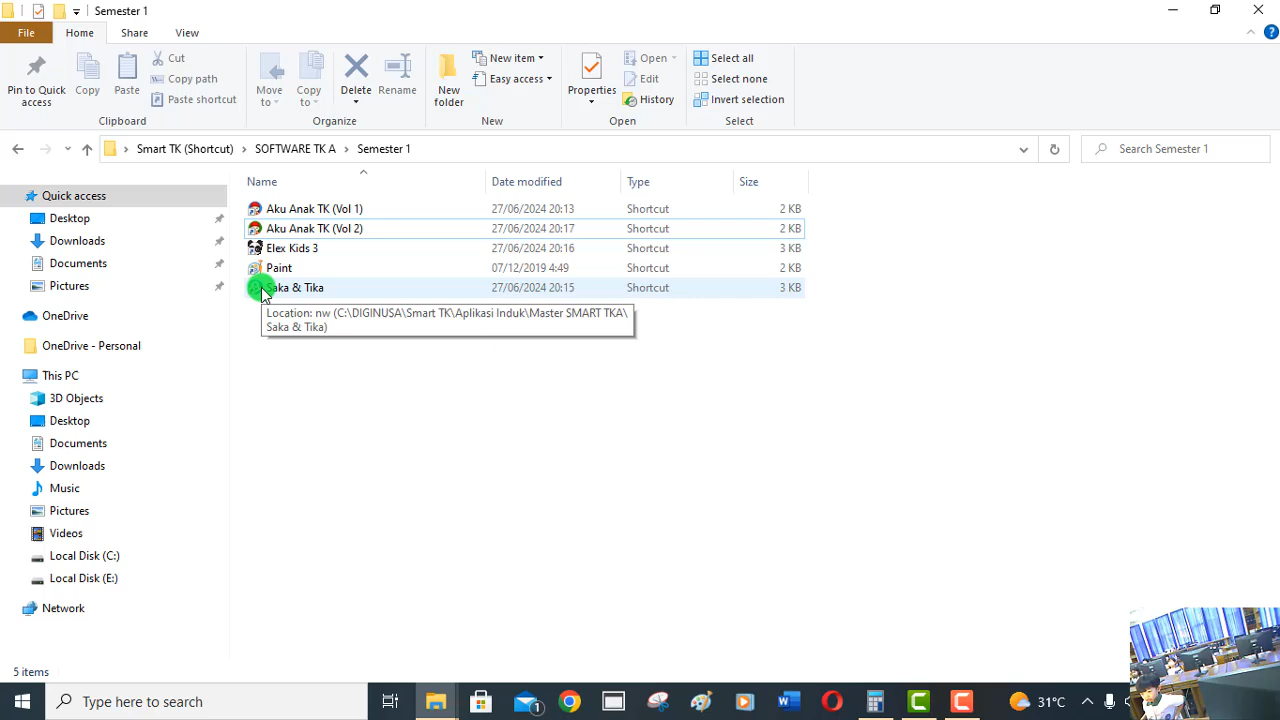 Semester 1
File
Home
Share
View
Pin to Quick access
Copy
Paste
Cut
Copy path
Paste shortcut
Clipboard
Move to
Copy to
Delete
Rename
Organize
New folder
New item
Easy access
New
Properties
Open
Edit
History
Open
Select all
Select none
Invert selection
Select
Smart TK (Shortcut) SOFTWARE TK A Semester 1
Search Semester 1
Name Date modified Type Size
Aku Anak TK (Vol 1) 27/06/2024 20:13 Shortcut 2 KB
Aku Anak TK (Vol 2) 27/06/2024 20:17 Shortcut 2 KB
Elex Kids 3 27/06/2024 20:16 Shortcut 3 KB
Paint 07/12/2019 4:49 Shortcut 2 KB
Saka & Tika 27/06/2024 20:15 Shortcut 3 KB
Location: nw (C:\DIGINUSA\Smart TK\Aplikasi Induk\Master SMART TKA\
Saka & Tika)
Quick access
Desktop
Downloads
Documents
Pictures
OneDrive
OneDrive - Personal
This PC
3D Objects
Desktop
Documents
Downloads
Music
Pictures
Videos
Local Disk (C:)
Local Disk (E:)
Network
5 items
Type here to search
1
31°C